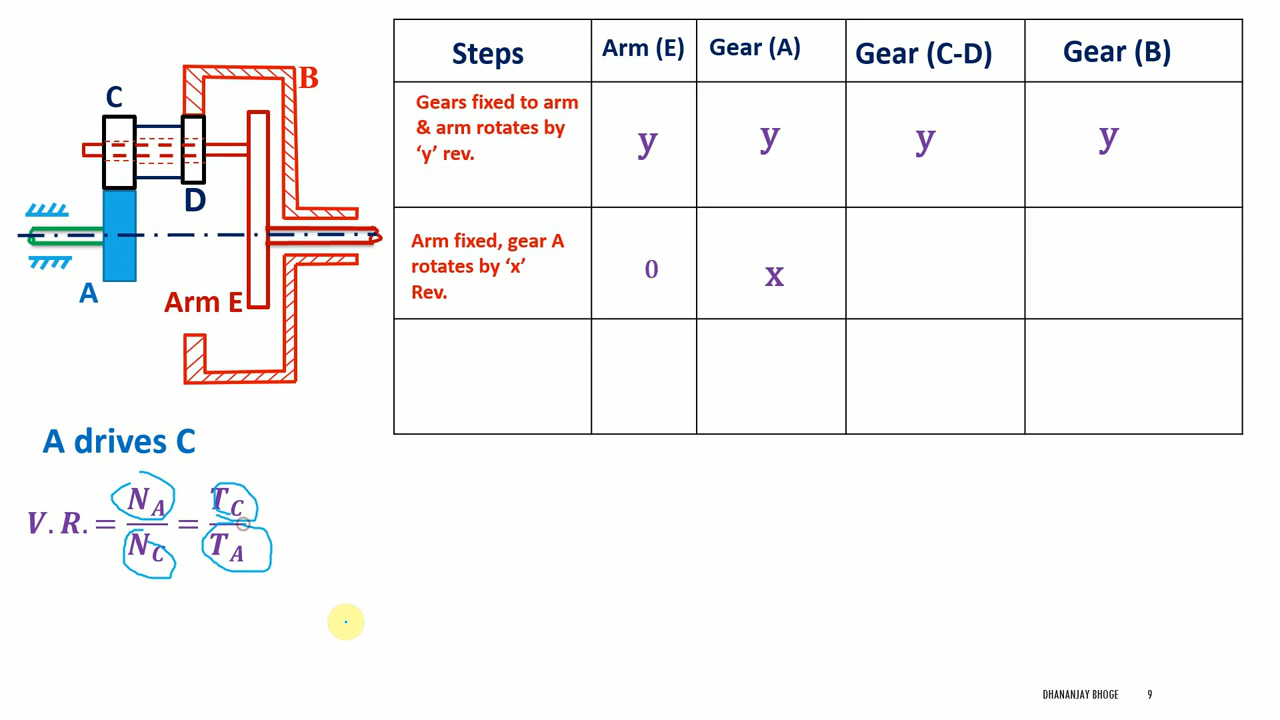 C
B
D
A
Arm E
Steps
Arm (E)
Gear (A)
Gear (C-D)
Gear (B)
Gears fixed to arm
& arm rotates by
‘y’ rev.
y
y
y
y
Arm fixed, gear A
rotates by ‘x’
Rev.
0
x
A drives C
V.R.= N_A/N_C = T_C/T_A
DHANANJAY BHOGE 9